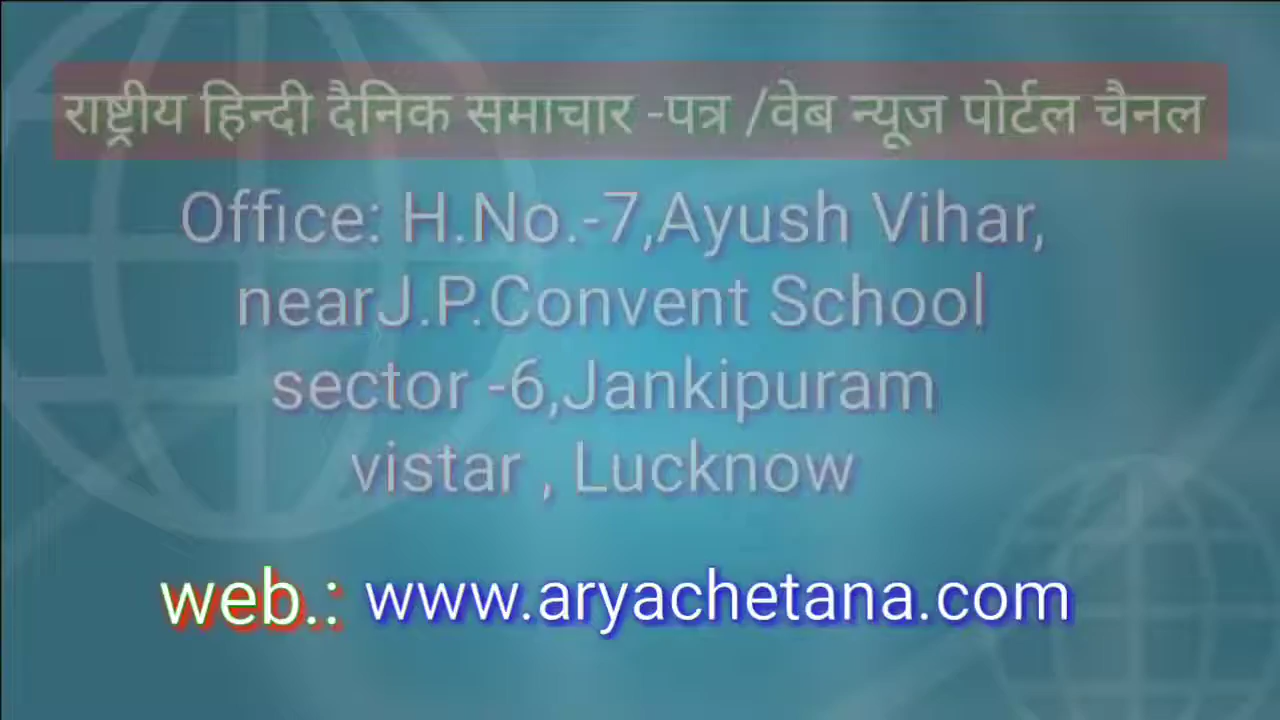 राष्ट्रीय हिन्दी दैनिक समाचार -पत्र /वेब न्यूज पोर्टल चैनल
Office: H.No.-7,Ayush Vihar,
nearJ.P.Convent School
sector -6,Jankipuram
vistar , Lucknow
web.: www.aryachetana.com